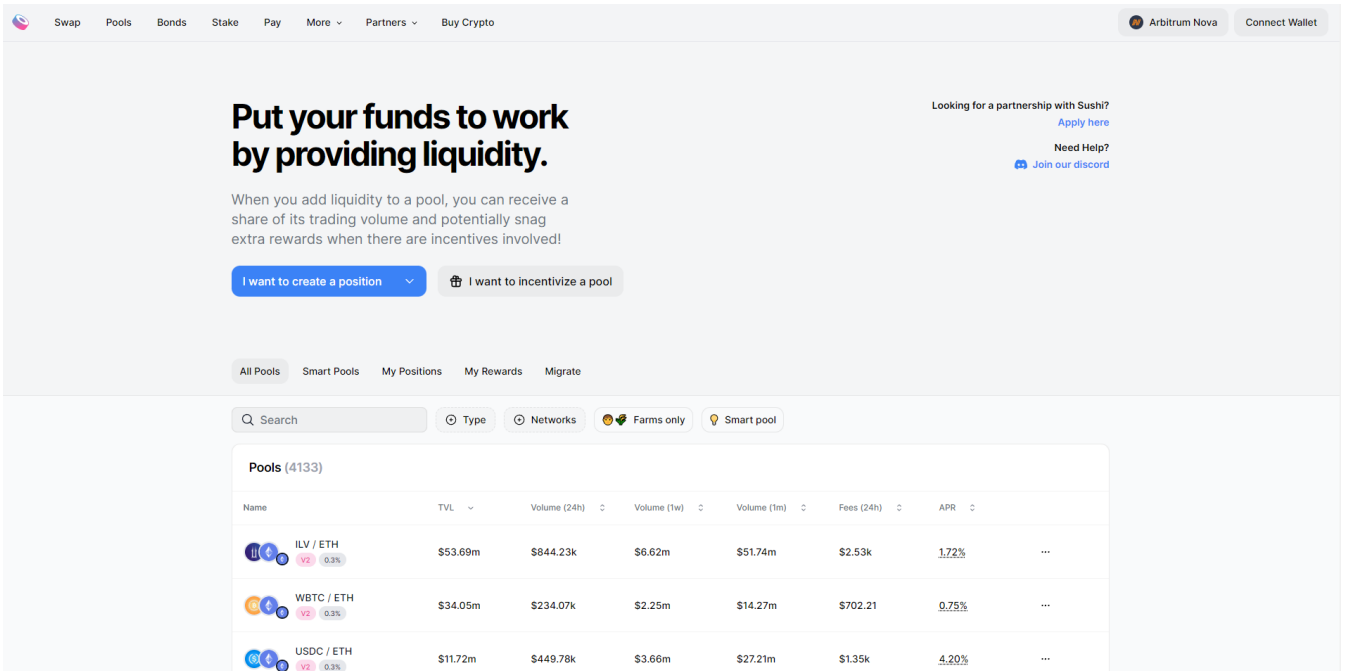 Swap Pools Bonds Stake Pay More Partners Buy Crypto Arbitrum Nova Connect Wallet
Put your funds to work
by providing liquidity.
Looking for a partnership with Sushi?
Apply here
Need Help?
Join our discord
When you add liquidity to a pool, you can receive a
share of its trading volume and potentially snag
extra rewards when there are incentives involved!
I want to create a position I want to incentivize a pool
All Pools Smart Pools My Positions My Rewards Migrate
Search Type Networks Farms only Smart pool
Pools (4133)
Name TVL Volume (24h) Volume (1w) Volume (1m) Fees (24h) APR
ILV / ETH
V2 0.3%
$53.69m $844.23k $6.62m $51.74m $2.53k 1.72% ...
WBTC / ETH
V2 0.3%
$34.05m $234.07k $2.25m $14.27m $702.21 0.75% ...
USDC / ETH
V2 0.3%
$11.72m $449.78k $3.66m $27.21m $1.35k 4.20% ...